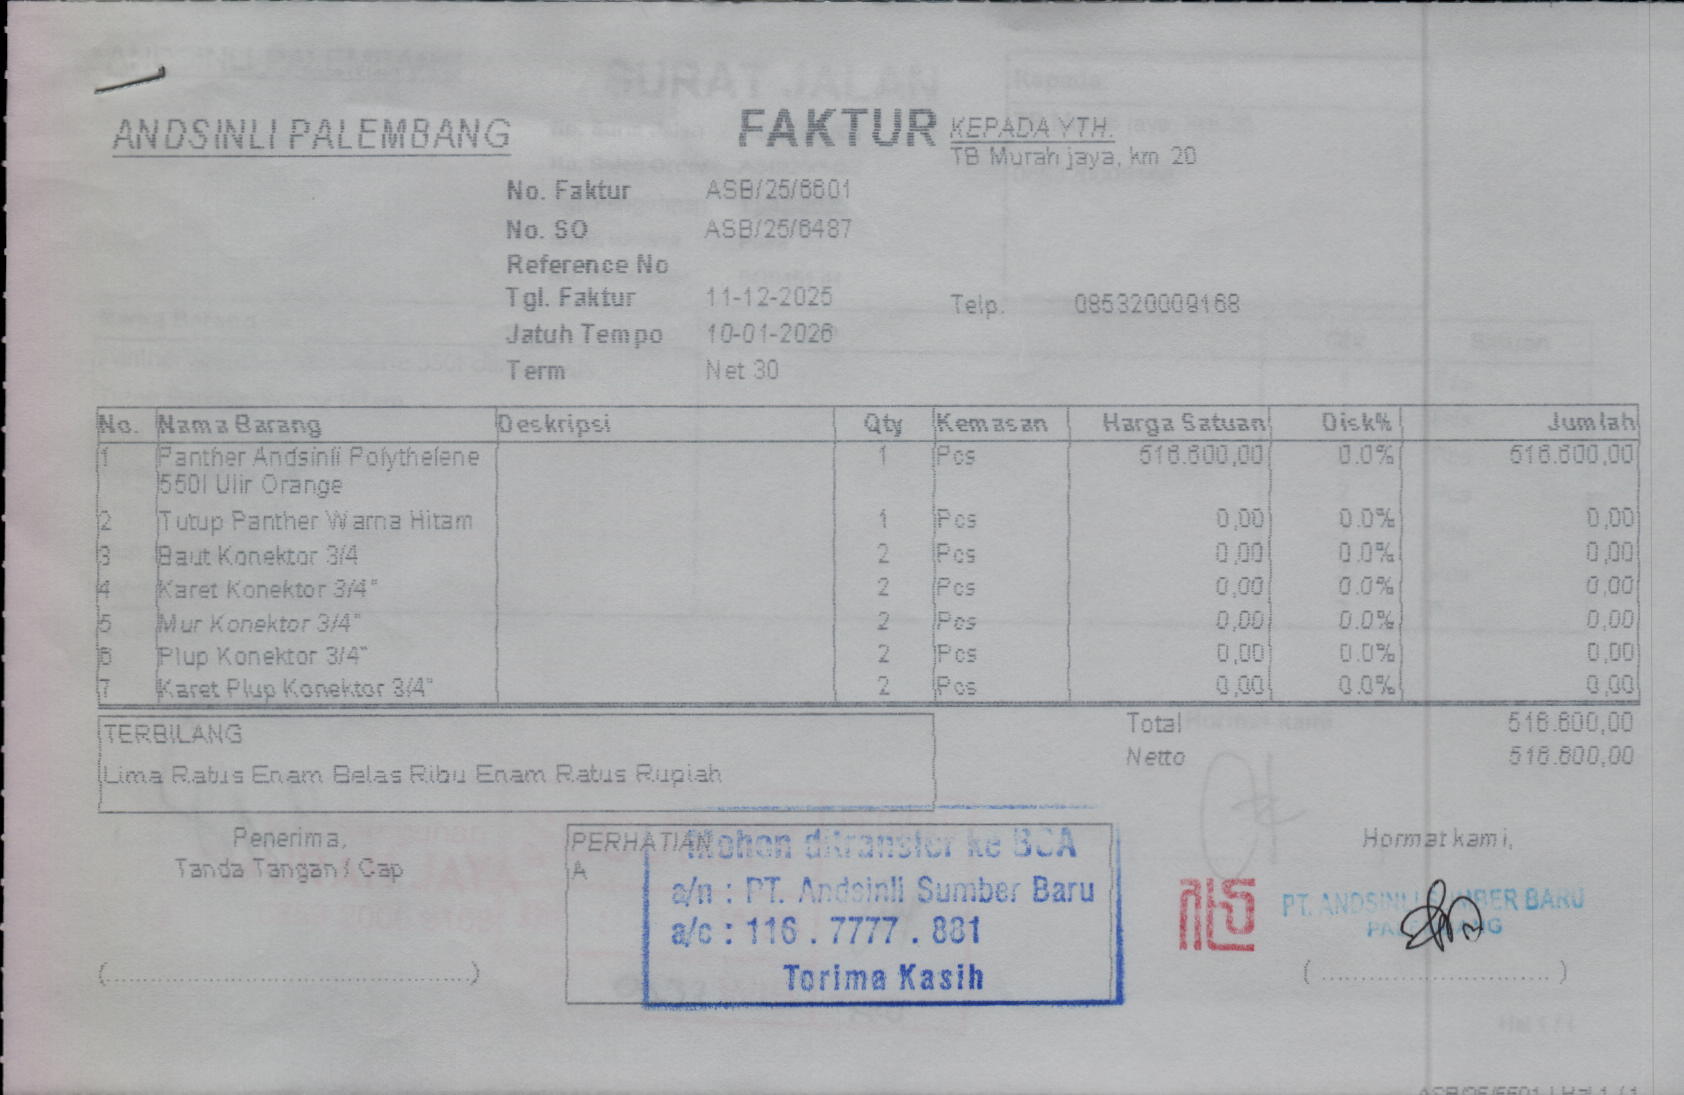 ANDSINLI PALEMBANG
FAKTUR
KEPADA YTH.
TB Murah jaya, km 20
No. Faktur ASB/25/6601
No. SO ASB/25/6487
Reference No
Tgl. Faktur 11-12-2025
Telp. 085320009168
Jatuh Tempo 10-01-2026
Term Net 30
No. Nama Barang Deskripsi Qty Kemasan Harga Satuan Disk% Jumlah
1 Panther Andsinli Polythelene 1 Pcs 516.600,00 0.0% 516.600,00
550l Ulir Orange
2 Tutup Panther Warna Hitam 1 Pcs 0,00 0.0% 0,00
3 Baut Konektor 3/4 2 Pcs 0,00 0.0% 0,00
4 Karet Konektor 3/4" 2 Pcs 0,00 0.0% 0,00
5 Mur Konektor 3/4" 2 Pcs 0,00 0.0% 0,00
6 Plup Konektor 3/4" 2 Pcs 0,00 0.0% 0,00
7 Karet Plup Konektor 3/4" 2 Pcs 0,00 0.0% 0,00
Total 516.600,00
Netto 516.600,00
TERBILANG
Lima Ratus Enam Belas Ribu Enam Ratus Rupiah
Penerima,
Tanda Tangan / Cap
PERHATIAN
A
Mohon ditransfer ke BCA
a/n : PT. Andsinli Sumber Baru
a/c : 116 . 7777 . 881
Terima Kasih
Hormat kami,
PT. ANDSINLI SUMBER BARU
PALEMBANG
(....................................)
(............................)